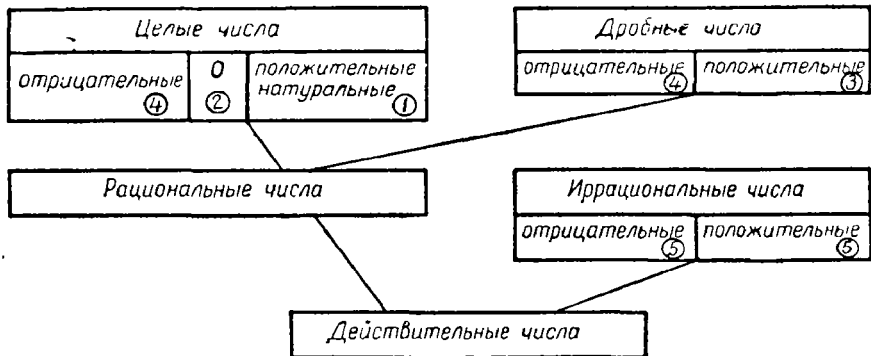 Целые числа
отрицательные
④
0
②
положительные
натуральные
①
Дробные числа
отрицательные
④
положительные
③
Рациональные числа
Иррациональные числа
отрицательные
⑤
положительные
⑤
Действительные числа